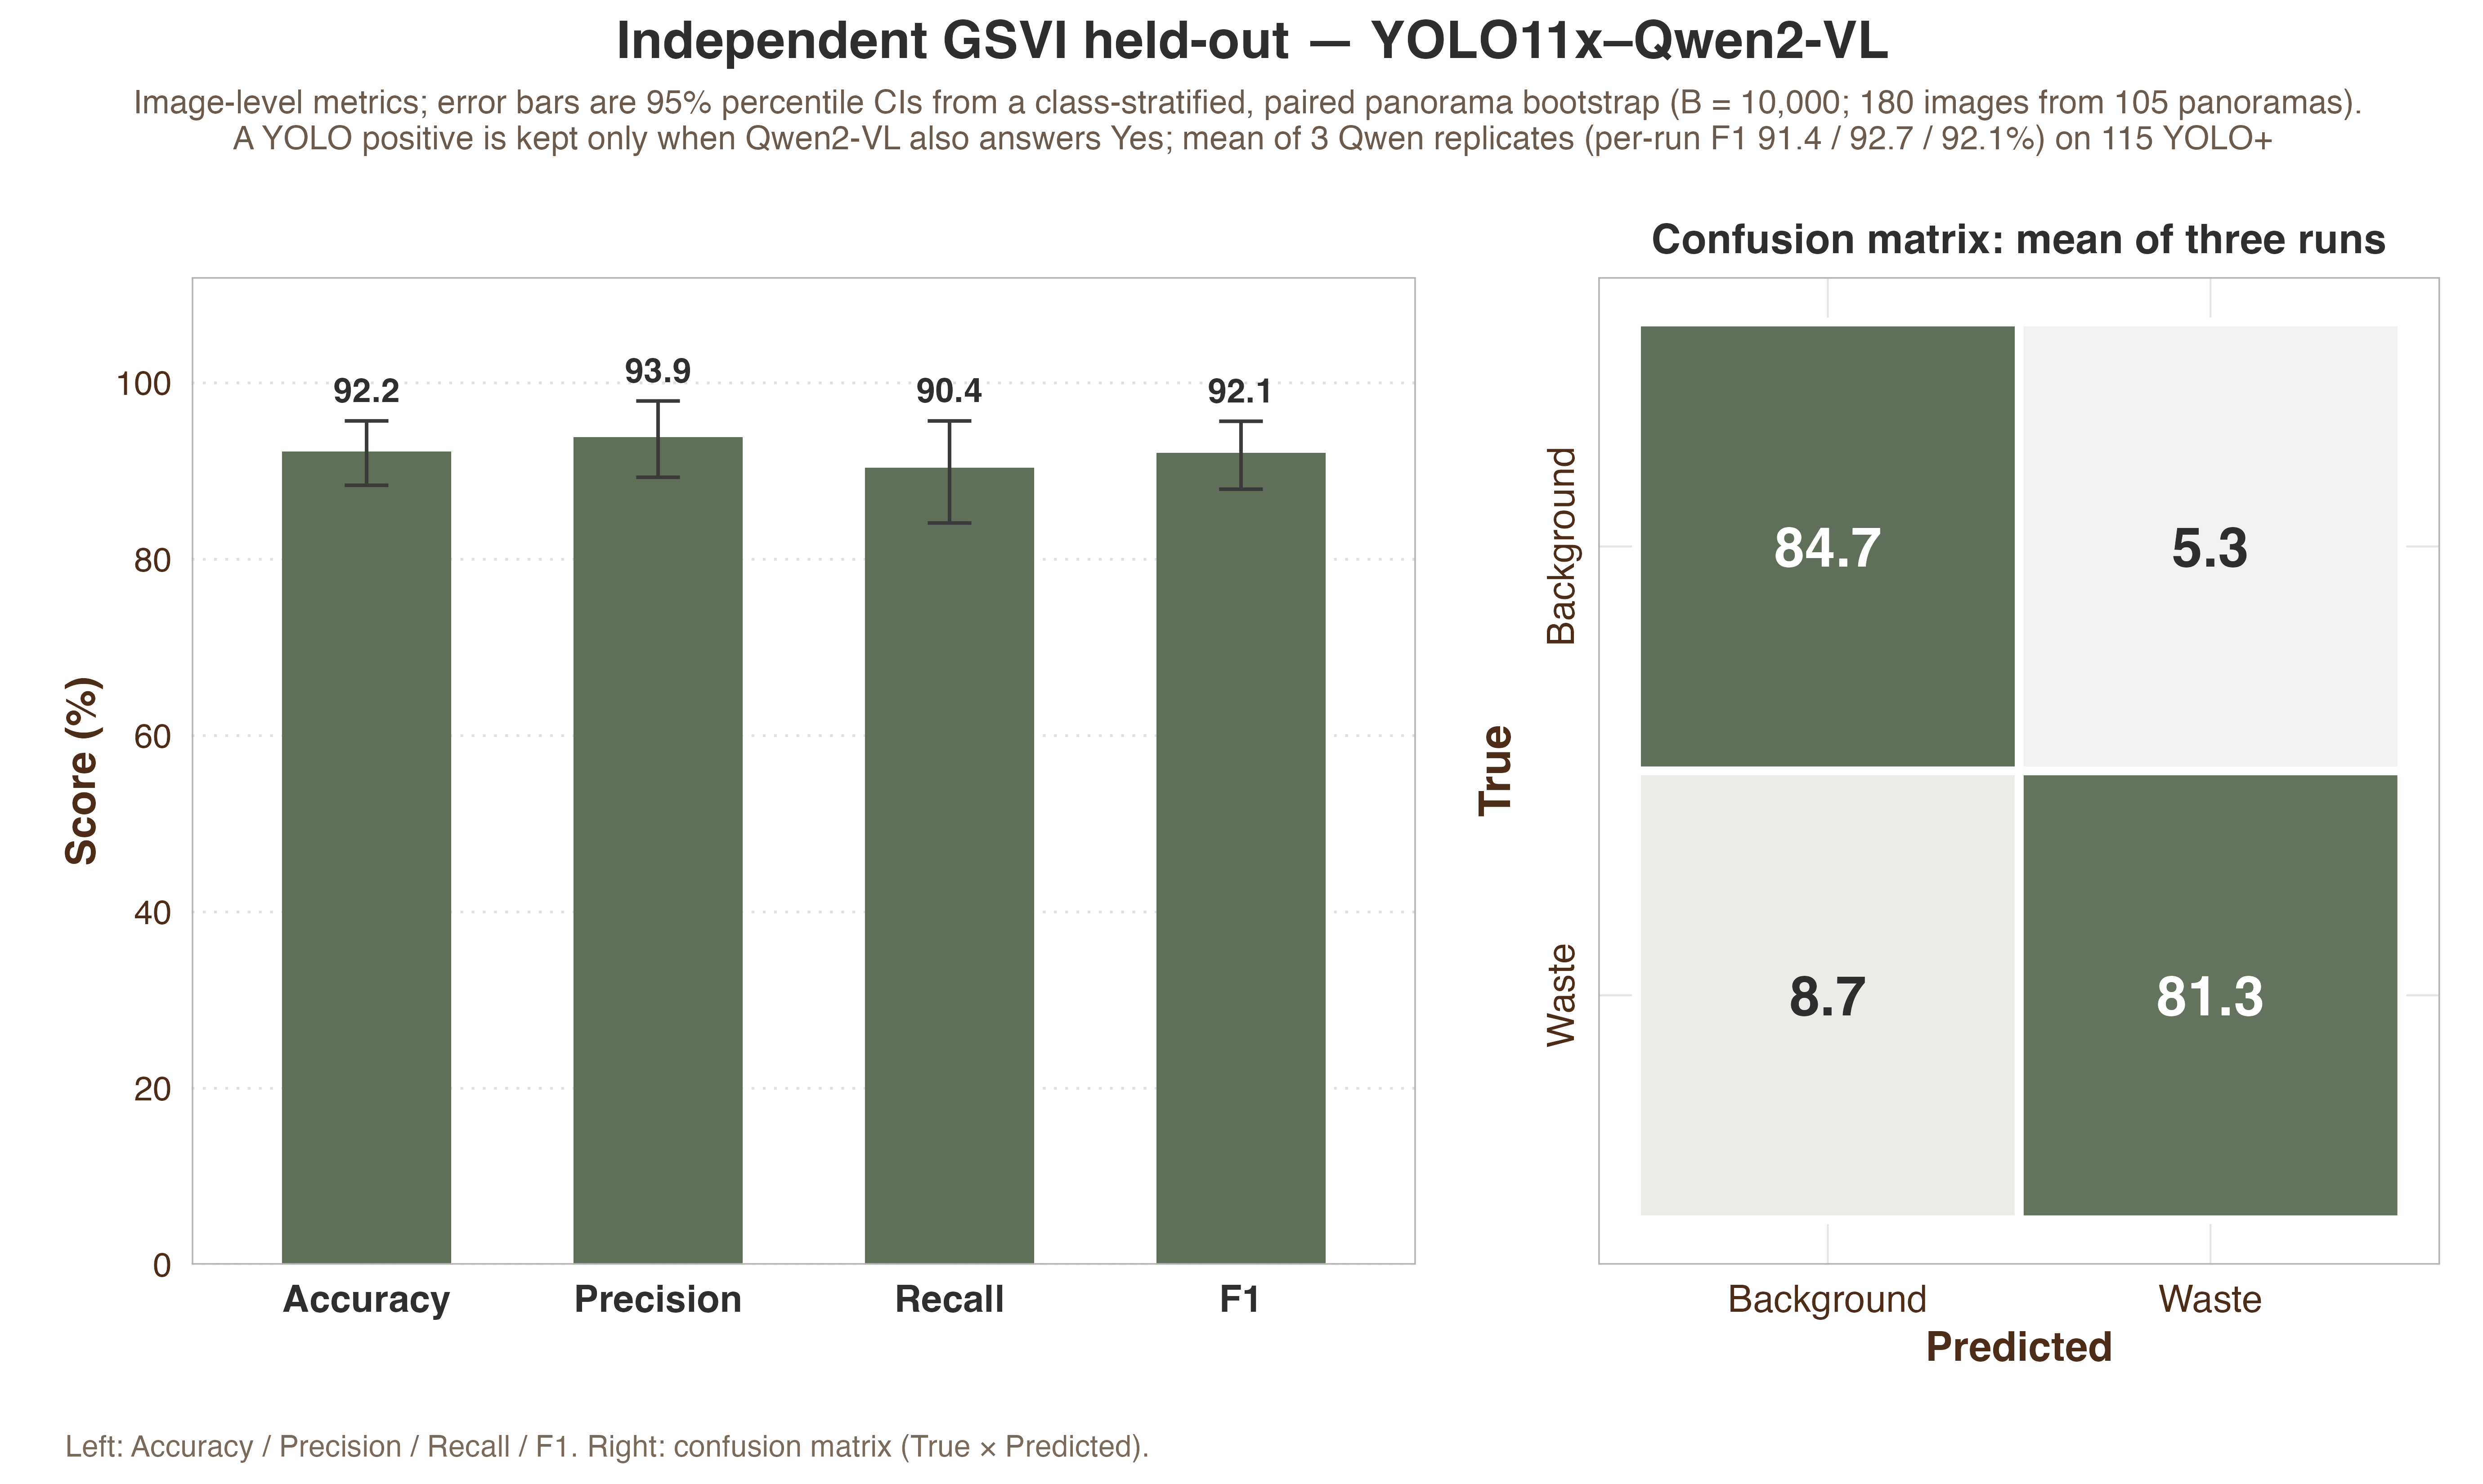 Independent GSVI held-out — YOLO11x–Qwen2-VL
Image-level metrics; error bars are 95% percentile CIs from a class-stratified, paired panorama bootstrap (B = 10,000; 180 images from 105 panoramas).
A YOLO positive is kept only when Qwen2-VL also answers Yes; mean of 3 Qwen replicates (per-run F1 91.4 / 92.7 / 92.1%) on 115 YOLO+
Score (%)
100
80
60
40
20
0
92.2
93.9
90.4
92.1
Accuracy
Precision
Recall
F1
Confusion matrix: mean of three runs
True
Background
84.7
5.3
Waste
8.7
81.3
Background
Waste
Predicted
Left: Accuracy / Precision / Recall / F1. Right: confusion matrix (True × Predicted).